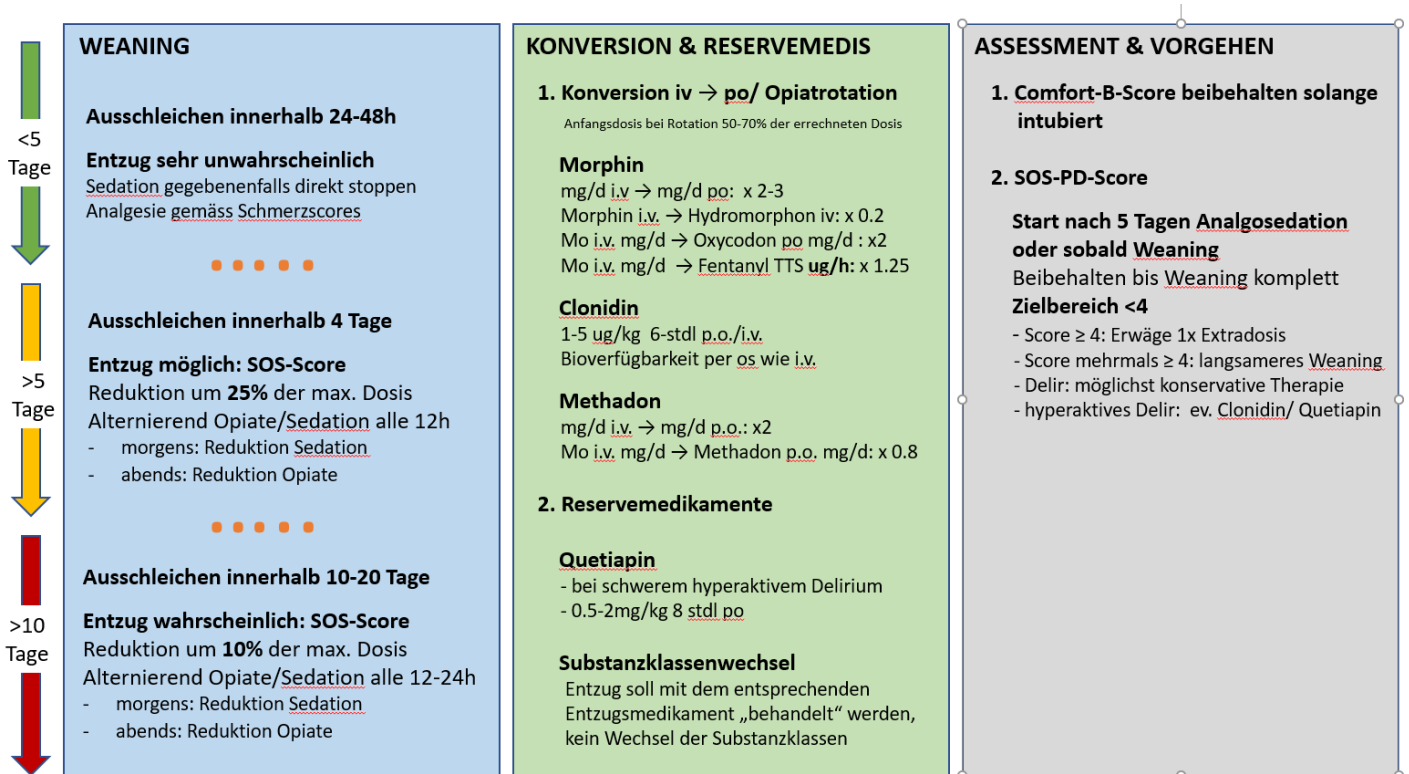 <5
Tage
>5
Tage
>10
Tage
WEANING
Ausschleichen innerhalb 24-48h
Entzug sehr unwahrscheinlich
Sedation gegebenenfalls direkt stoppen
Analgesie gemäss Schmerzscores
Ausschleichen innerhalb 4 Tage
Entzug möglich: SOS-Score
Reduktion um 25% der max. Dosis
Alternierend Opiate/Sedation alle 12h
- morgens: Reduktion Sedation
- abends: Reduktion Opiate
Ausschleichen innerhalb 10-20 Tage
Entzug wahrscheinlich: SOS-Score
Reduktion um 10% der max. Dosis
Alternierend Opiate/Sedation alle 12-24h
- morgens: Reduktion Sedation
- abends: Reduktion Opiate
KONVERSION & RESERVEMEDIS
1. Konversion iv → po/ Opiatrotation
Anfangsdosis bei Rotation 50-70% der errechneten Dosis
Morphin
mg/d i.v → mg/d po: x 2-3
Morphin i.v. → Hydromorphon iv: x 0.2
Mo i.v. mg/d → Oxycodon po mg/d : x2
Mo i.v. mg/d → Fentanyl TTS ug/h: x 1.25
Clonidin
1-5 ug/kg 6-stdl p.o./i.v.
Bioverfügbarkeit per os wie i.v.
Methadon
mg/d i.v. → mg/d p.o.: x2
Mo i.v. mg/d → Methadon p.o. mg/d: x 0.8
2. Reservemedikamente
Quetiapin
- bei schwerem hyperaktivem Delirium
- 0.5-2mg/kg 8 stdl po
Substanzklassenwechsel
Entzug soll mit dem entsprechenden
Entzugsmedikament „behandelt“ werden,
kein Wechsel der Substanzklassen
ASSESSMENT & VORGEHEN
1. Comfort-B-Score beibehalten solange
intubiert
2. SOS-PD-Score
Start nach 5 Tagen Analgosedation
oder sobald Weaning
Beibehalten bis Weaning komplett
Zielbereich <4
- Score ≥ 4: Erwäge 1x Extradosis
- Score mehrmals ≥ 4: langsameres Weaning
- Delir: möglichst konservative Therapie
- hyperaktives Delir: ev. Clonidin/ Quetiapin